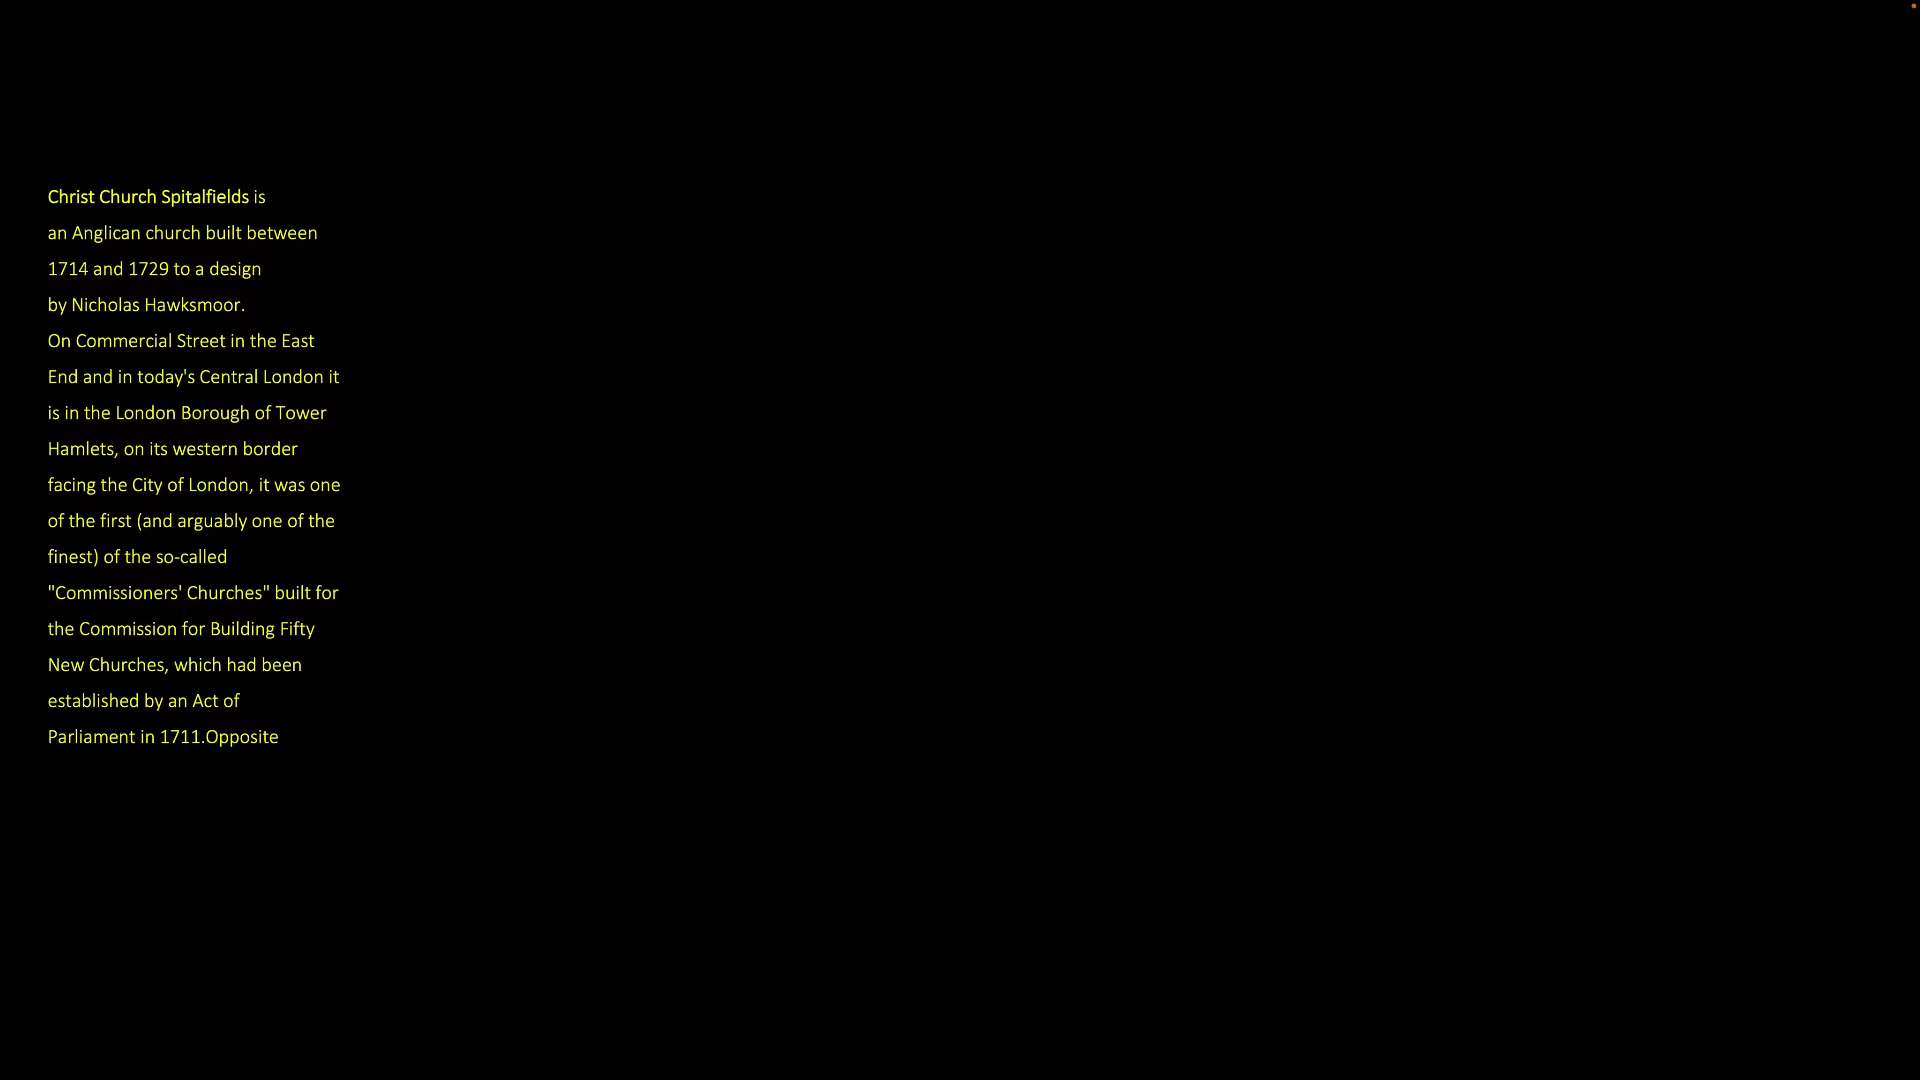 Christ Church Spitalfields is
an Anglican church built between
1714 and 1729 to a design
by Nicholas Hawksmoor.
On Commercial Street in the East
End and in today's Central London it
is in the London Borough of Tower
Hamlets, on its western border
facing the City of London, it was one
of the first (and arguably one of the
finest) of the so-called
"Commissioners' Churches" built for
the Commission for Building Fifty
New Churches, which had been
established by an Act of
Parliament in 1711.Opposite